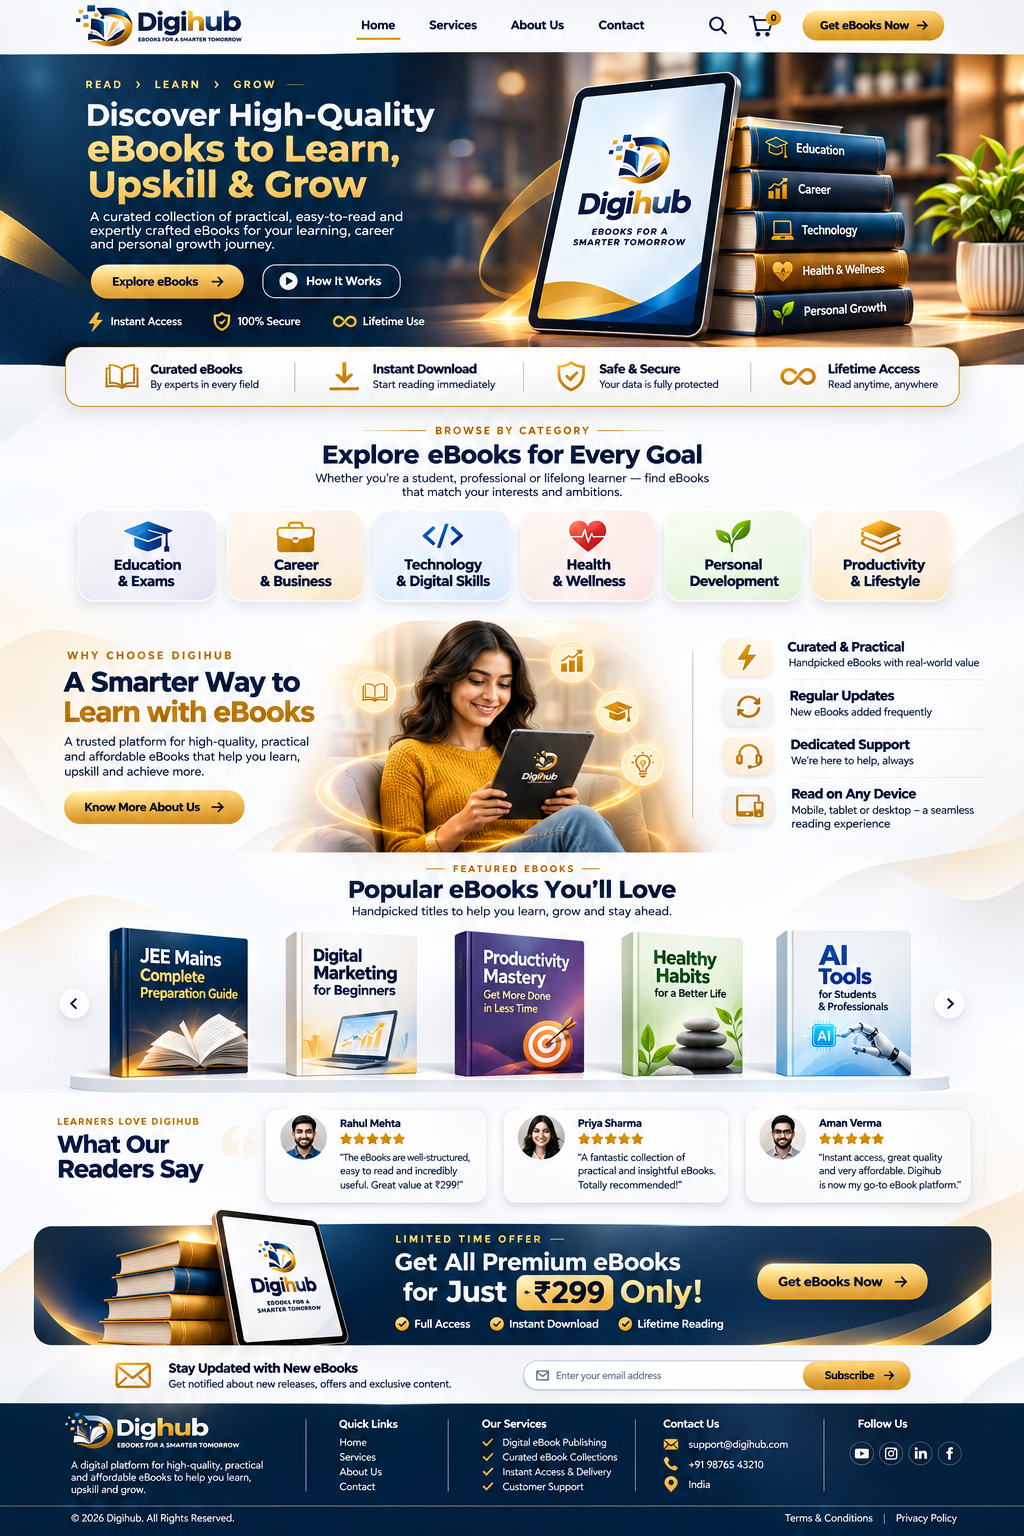 Digihub
EBOOKS FOR A SMARTER TOMORROW
Home
Services
About Us
Contact
0
Get eBooks Now
READ > LEARN > GROW
Discover High-Quality
eBooks to Learn,
Upskill & Grow
A curated collection of practical, easy-to-read and
expertly crafted eBooks for your learning, career
and personal growth journey.
Explore eBooks
How It Works
Instant Access
100% Secure
Lifetime Use
Digihub
EBOOKS FOR A
SMARTER TOMORROW
Education
Career
Technology
Health & Wellness
Personal Growth
Curated eBooks
By experts in every field
Instant Download
Start reading immediately
Safe & Secure
Your data is fully protected
Lifetime Access
Read anytime, anywhere
BROWSE BY CATEGORY
Explore eBooks for Every Goal
Whether you're a student, professional or lifelong learner — find eBooks
that match your interests and ambitions.
Education
& Exams
Career
& Business
</>
Technology
& Digital Skills
Health
& Wellness
Personal
Development
Productivity
& Lifestyle
WHY CHOOSE DIGIHUB
A Smarter Way to
Learn with eBooks
A trusted platform for high-quality, practical
and affordable eBooks that help you learn,
upskill and achieve more.
Know More About Us
Digihub
Curated & Practical
Handpicked eBooks with real-world value
Regular Updates
New eBooks added frequently
Dedicated Support
We're here to help, always
Read on Any Device
Mobile, tablet or desktop – a seamless
reading experience
FEATURED EBOOKS
Popular eBooks You'll Love
Handpicked titles to help you learn, grow and stay ahead.
JEE Mains
Complete
Preparation Guide
Digital
Marketing
for Beginners
Productivity
Mastery
Get More Done
in Less Time
Healthy
Habits
for a Better Life
AI
Tools
for Students
& Professionals
AI
LEARNERS LOVE DIGIHUB
What Our
Readers Say
Rahul Mehta
"The eBooks are well-structured,
easy to read and incredibly
useful. Great value at ₹299!"
Priya Sharma
"A fantastic collection of
practical and insightful eBooks.
Totally recommended!"
Aman Verma
"Instant access, great quality
and very affordable. Digihub
is now my go-to eBook platform."
Digihub
EBOOKS FOR A
SMARTER TOMORROW
LIMITED TIME OFFER
Get All Premium eBooks
for Just ₹299 Only!
Full Access
Instant Download
Lifetime Reading
Get eBooks Now
Stay Updated with New eBooks
Get notified about new releases, offers and exclusive content.
Enter your email address
Subscribe
Dighub
EBOOKS FOR A SMARTER TOMORROW
A digital platform for high-quality, practical
and affordable eBooks to help you learn,
upskill and grow.
Quick Links
Home
Services
About Us
Contact
Our Services
Digital eBook Publishing
Curated eBook Collections
Instant Access & Delivery
Customer Support
Contact Us
support@digihub.com
+91 98765 43210
India
Follow Us
© 2026 Digihub. All Rights Reserved.
Terms & Conditions | Privacy Policy